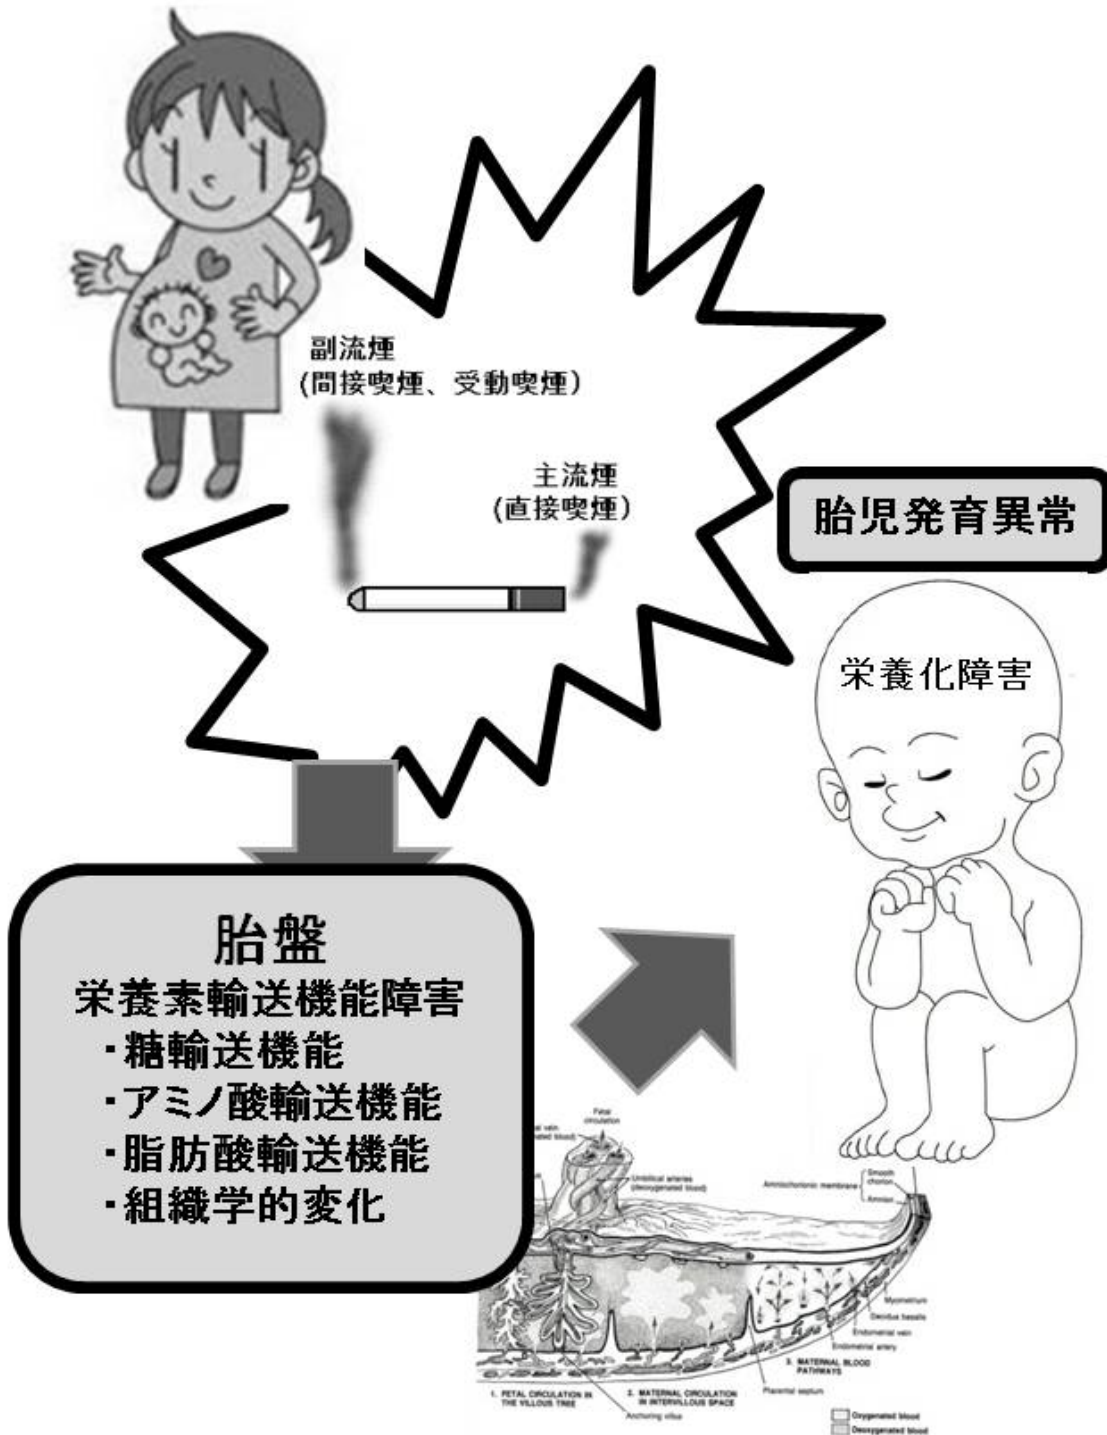 副流煙
(間接喫煙、受動喫煙)
主流煙
(直接喫煙)
胎児発育異常
栄養化障害
胎盤
栄養素輸送機能障害
・糖輸送機能
・アミノ酸輸送機能
・脂肪酸輸送機能
・組織学的変化
Fetal
circulation
Umbilical arteries
(deoxygenated blood)
Smooth
chorion
Amniochorionic membrane
Amnion
Myometrium
Decidua basalis
Endometrial vein
Endometrial artery
3. MATERNAL BLOOD
PATHWAYS
Placental septum
1. FETAL CIRCULATION IN
THE VILLOUS TREE
2. MATERNAL CIRCULATION
IN INTERVILLOUS SPACE
Anchoring villus
Oxygenated blood
Deoxygenated blood